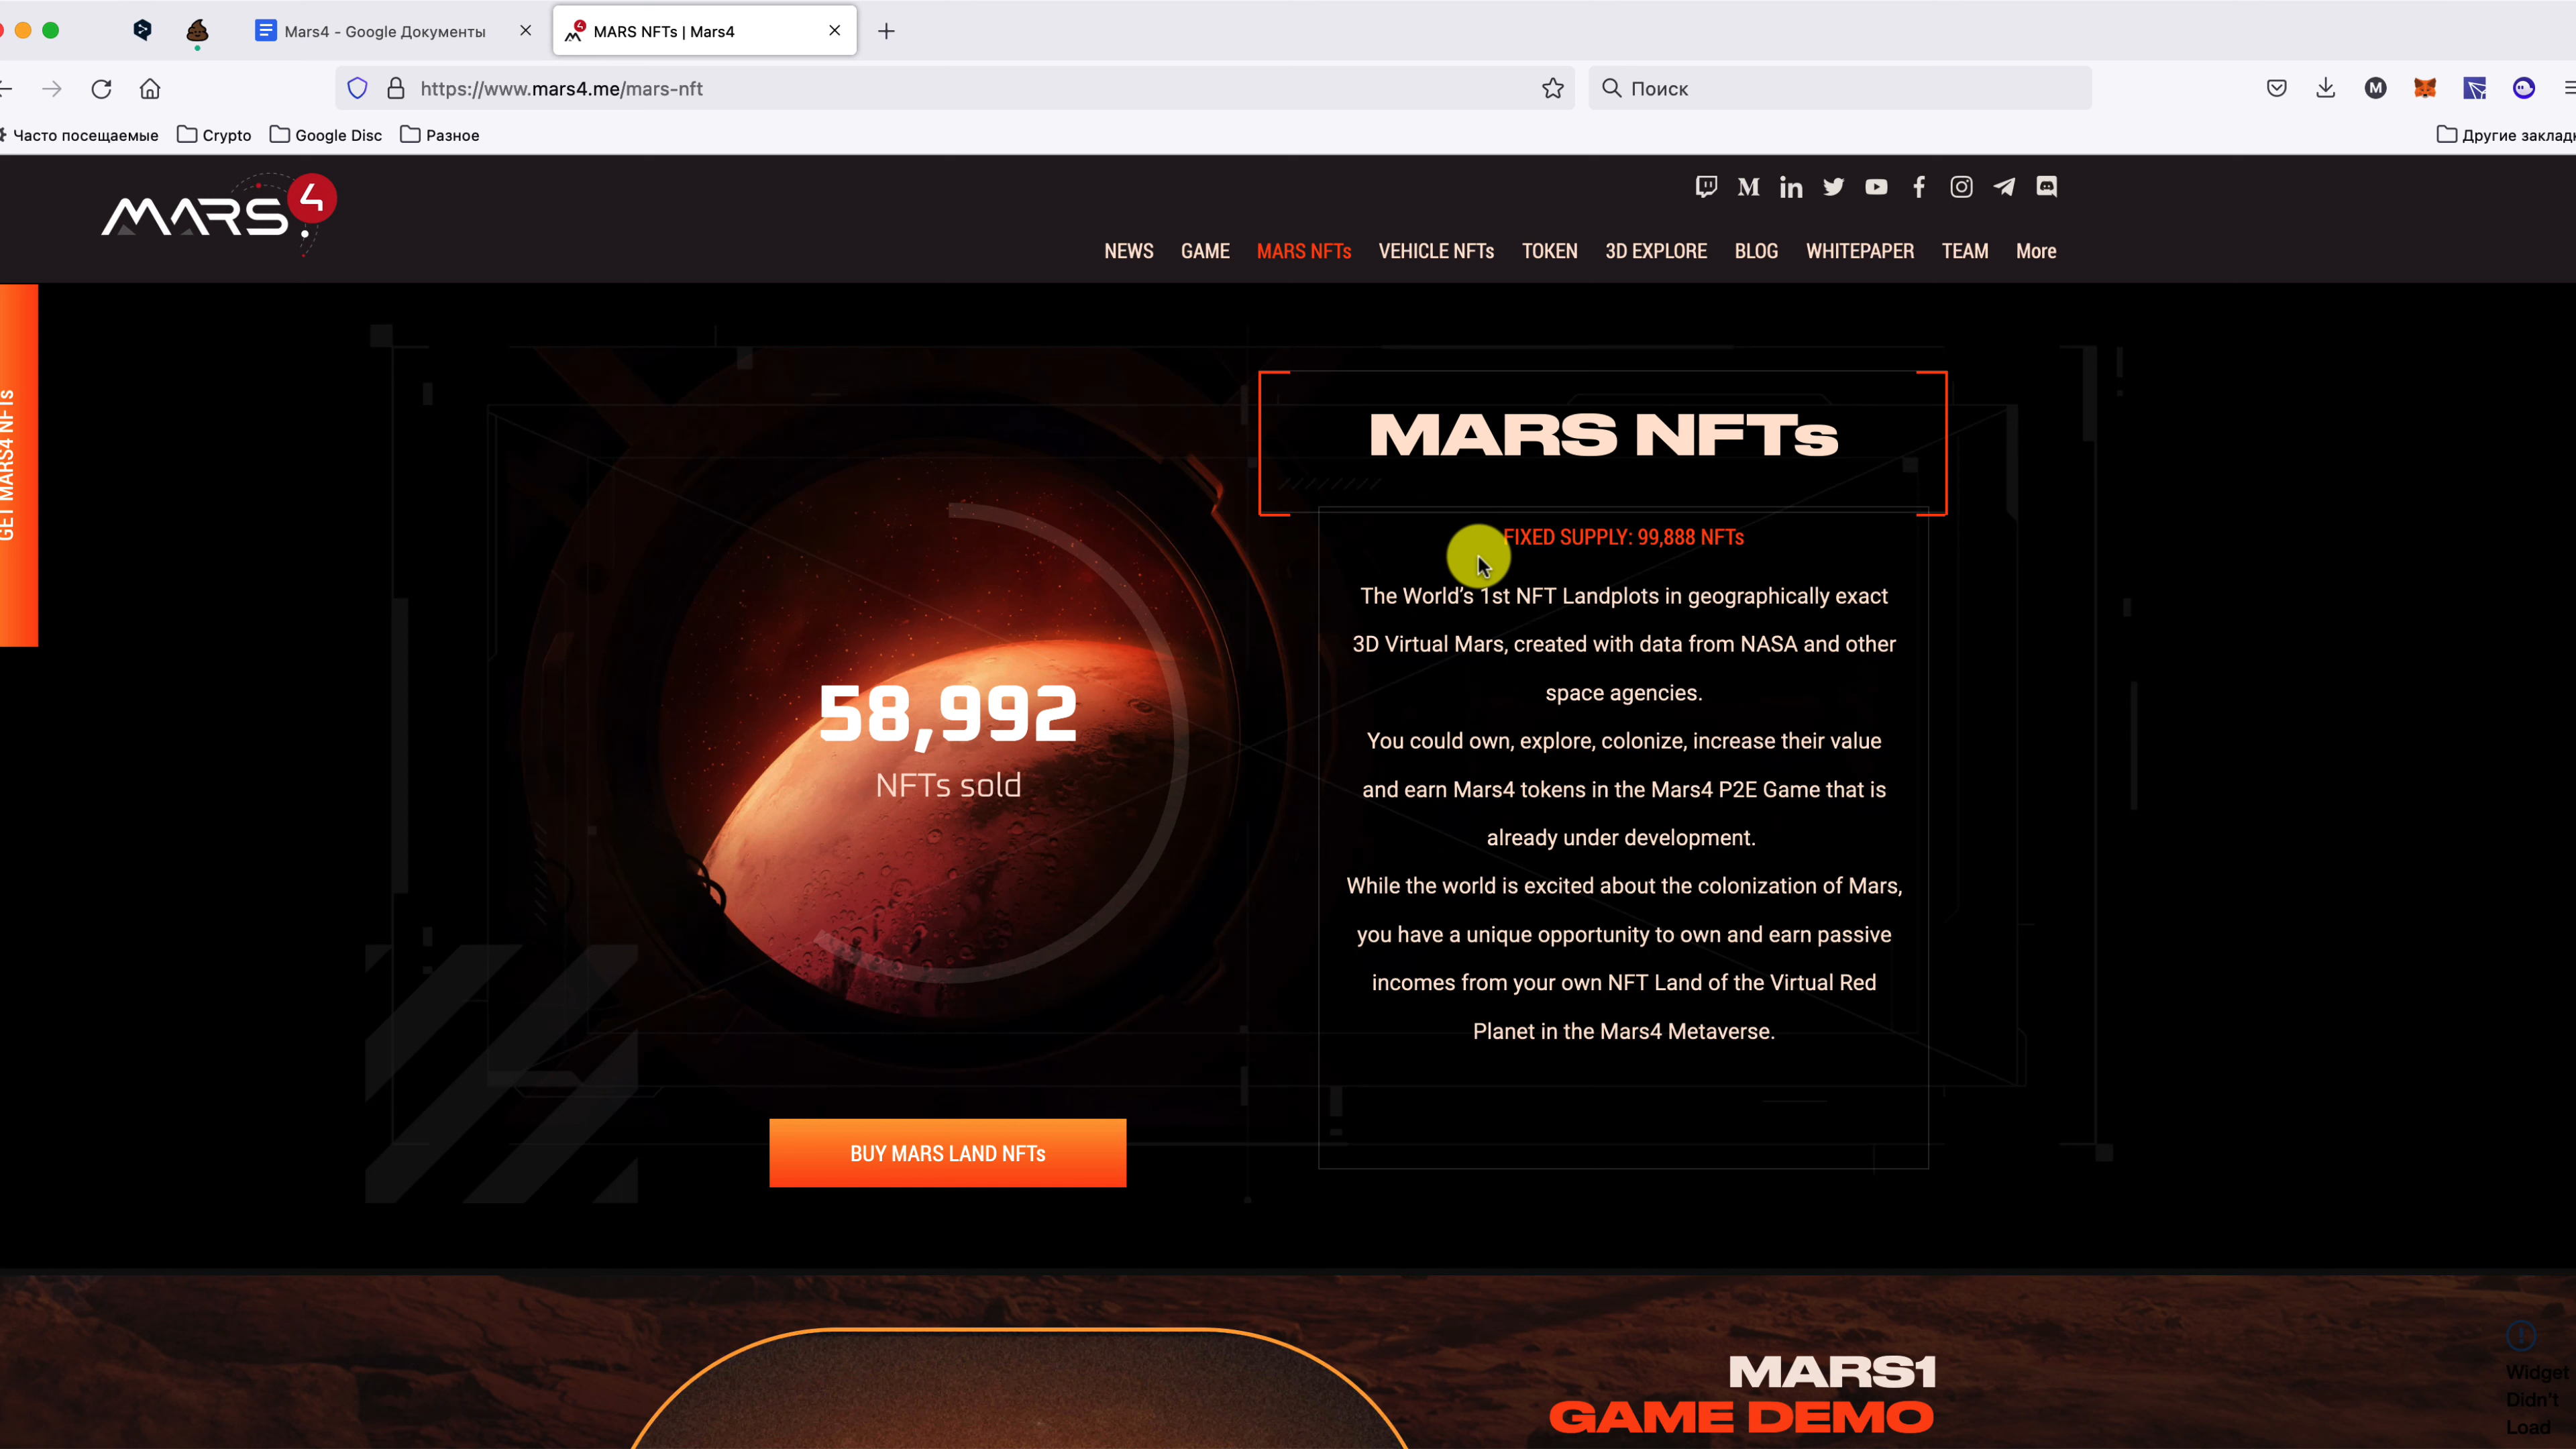 Mars4 - Google Документы
MARS NFTs | Mars4
https://www.mars4.me/mars-nft
Поиск
Часто посещаемые
Crypto
Google Disc
Разное
Другие заклад
MARS 4
NEWS
GAME
MARS NFTs
VEHICLE NFTs
TOKEN
3D EXPLORE
BLOG
WHITEPAPER
TEAM
More
GET MARS4 NFTs
58,992
NFTs sold
BUY MARS LAND NFTs
MARS NFTs
FIXED SUPPLY: 99,888 NFTs
The World’s 1st NFT Landplots in geographically exact
3D Virtual Mars, created with data from NASA and other
space agencies.
You could own, explore, colonize, increase their value
and earn Mars4 tokens in the Mars4 P2E Game that is
already under development.
While the world is excited about the colonization of Mars,
you have a unique opportunity to own and earn passive
incomes from your own NFT Land of the Virtual Red
Planet in the Mars4 Metaverse.
MARS1
GAME DEMO
Widget
Didn't
Load